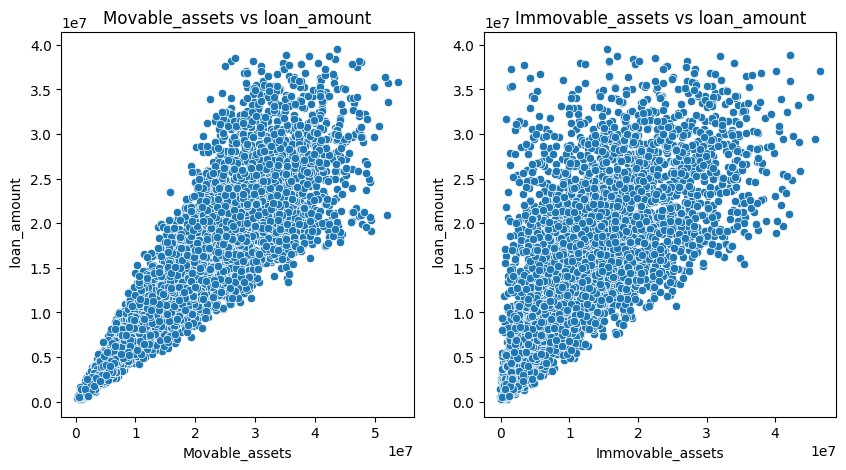 1e7 Movable_assets vs loan_amount
4.0
3.5
3.0
2.5
2.0
1.5
1.0
0.5
0.0
loan_amount
0 1 2 3 4 5
1e7
Movable_assets
1e7 Immovable_assets vs loan_amount
4.0
3.5
3.0
2.5
2.0
1.5
1.0
0.5
0.0
loan_amount
0 1 2 3 4
1e7
Immovable_assets